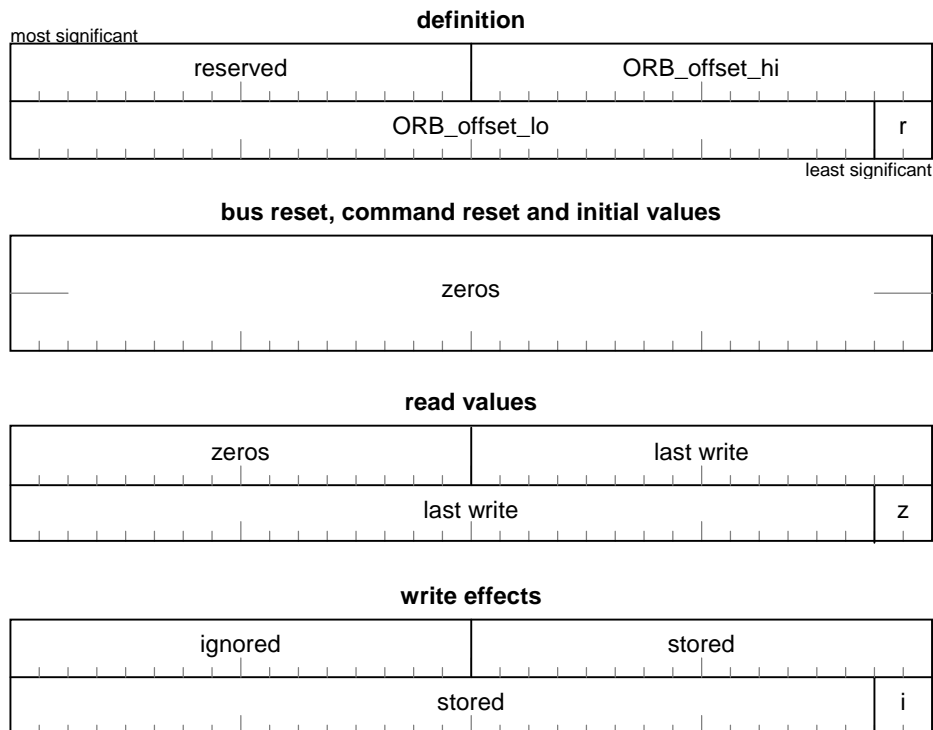 definition
most significant
reserved ORB_offset_hi
ORB_offset_lo r
least significant
bus reset, command reset and initial values
zeros
read values
zeros last write
last write z
write effects
ignored stored
stored i